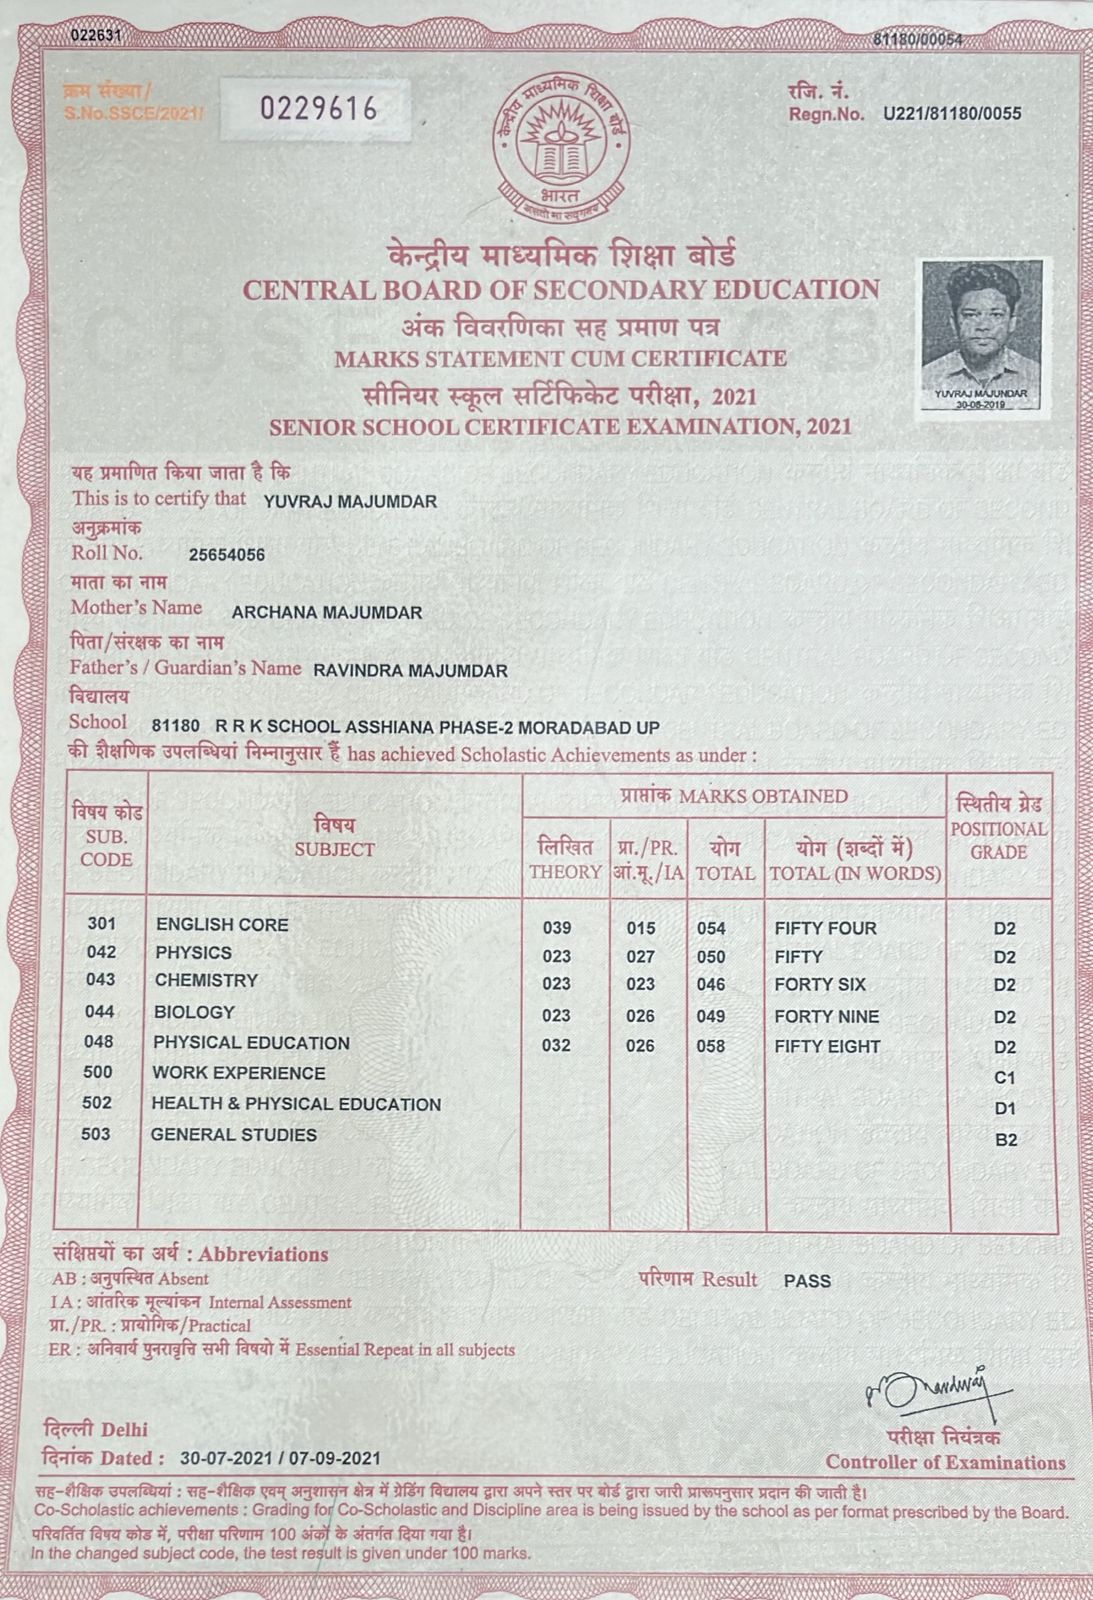 022631
81180/00054
क्रम संख्या/
S.No.SSCE/2021/
0229616
रजि. नं.
Regn.No. U221/81180/0055
केन्द्रीय माध्यमिक शिक्षा बोर्ड
भारत
असतो मा सद्गमय
केन्द्रीय माध्यमिक शिक्षा बोर्ड
CENTRAL BOARD OF SECONDARY EDUCATION
अंक विवरणिका सह प्रमाण पत्र
MARKS STATEMENT CUM CERTIFICATE
सीनियर स्कूल सर्टिफिकेट परीक्षा, 2021
SENIOR SCHOOL CERTIFICATE EXAMINATION, 2021
YUVRAJ MAJUNDAR
30-08-2019
यह प्रमाणित किया जाता है कि
This is to certify that YUVRAJ MAJUMDAR
अनुक्रमांक
Roll No. 25654056
माता का नाम
Mother's Name ARCHANA MAJUMDAR
पिता/संरक्षक का नाम
Father's / Guardian's Name RAVINDRA MAJUMDAR
विद्यालय
School 81180 R R K SCHOOL ASSHIANA PHASE-2 MORADABAD UP
की शैक्षणिक उपलब्धियां निम्नानुसार हैं has achieved Scholastic Achievements as under :
विषय कोड SUB. CODE
विषय SUBJECT
प्राप्तांक MARKS OBTAINED
लिखित THEORY
प्रा./PR. आं.मू./IA
योग TOTAL
योग (शब्दों में) TOTAL (IN WORDS)
स्थितीय ग्रेड POSITIONAL GRADE
301 ENGLISH CORE 039 015 054 FIFTY FOUR D2
042 PHYSICS 023 027 050 FIFTY D2
043 CHEMISTRY 023 023 046 FORTY SIX D2
044 BIOLOGY 023 026 049 FORTY NINE D2
048 PHYSICAL EDUCATION 032 026 058 FIFTY EIGHT D2
500 WORK EXPERIENCE C1
502 HEALTH & PHYSICAL EDUCATION D1
503 GENERAL STUDIES B2
संक्षिप्तियों का अर्थ : Abbreviations
AB : अनुपस्थित Absent
परिणाम Result PASS
I A : आंतरिक मूल्यांकन Internal Assessment
प्रा./PR. : प्रायोगिक/Practical
ER : अनिवार्य पुनरावृत्ति सभी विषयो में Essential Repeat in all subjects
दिल्ली Delhi
दिनांक Dated : 30-07-2021 / 07-09-2021
परीक्षा नियंत्रक
Controller of Examinations
सह-शैक्षिक उपलब्धियां : सह-शैक्षिक एवम् अनुशासन क्षेत्र में ग्रेडिंग विद्यालय द्वारा अपने स्तर पर बोर्ड द्वारा जारी प्रारूपनुसार प्रदान की जाती है।
Co-Scholastic achievements : Grading for Co-Scholastic and Discipline area is being issued by the school as per format prescribed by the Board.
परिवर्तित विषय कोड में, परीक्षा परिणाम 100 अंकों के अंतर्गत दिया गया है।
In the changed subject code, the test result is given under 100 marks.